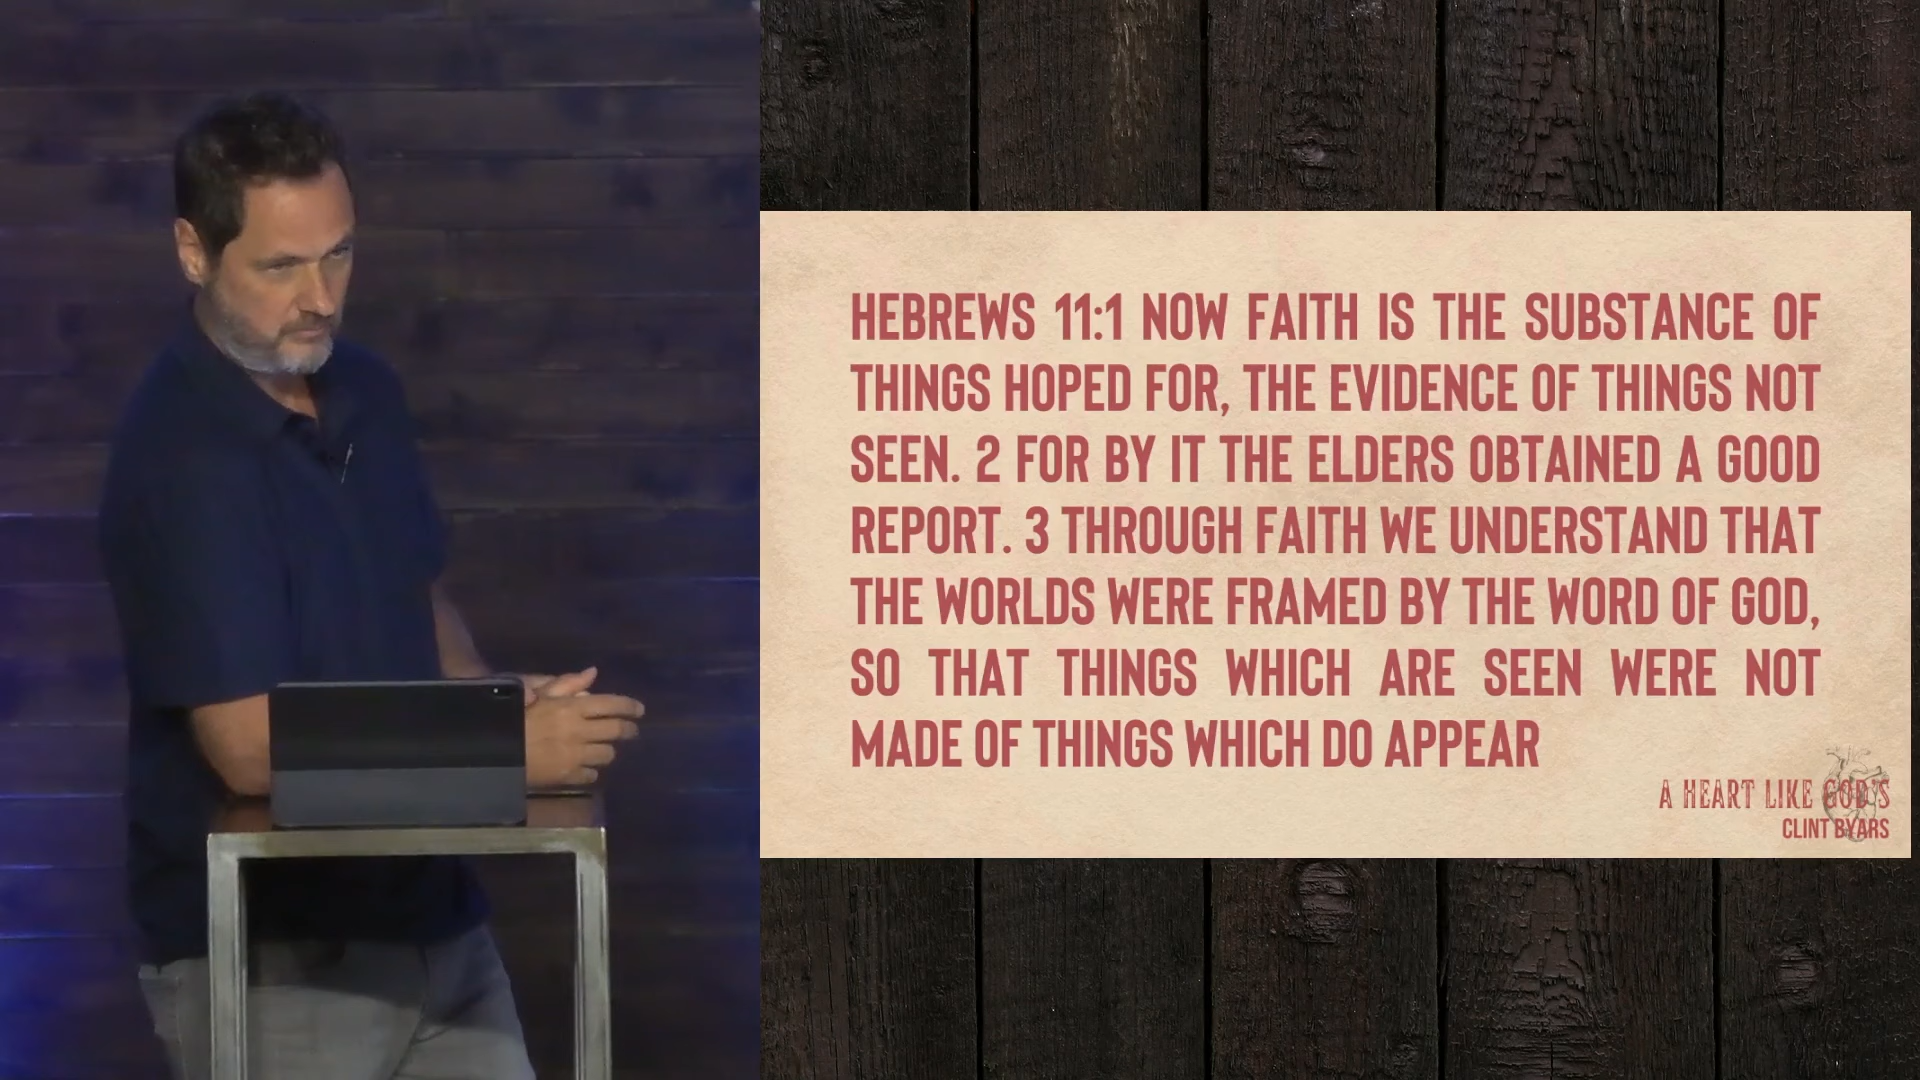 HEBREWS 11:1 NOW FAITH IS THE SUBSTANCE OF
THINGS HOPED FOR, THE EVIDENCE OF THINGS NOT
SEEN. 2 FOR BY IT THE ELDERS OBTAINED A GOOD
REPORT. 3 THROUGH FAITH WE UNDERSTAND THAT
THE WORLDS WERE FRAMED BY THE WORD OF GOD,
SO THAT THINGS WHICH ARE SEEN WERE NOT
MADE OF THINGS WHICH DO APPEAR
A HEART LIKE GOD'S
CLINT BYARS